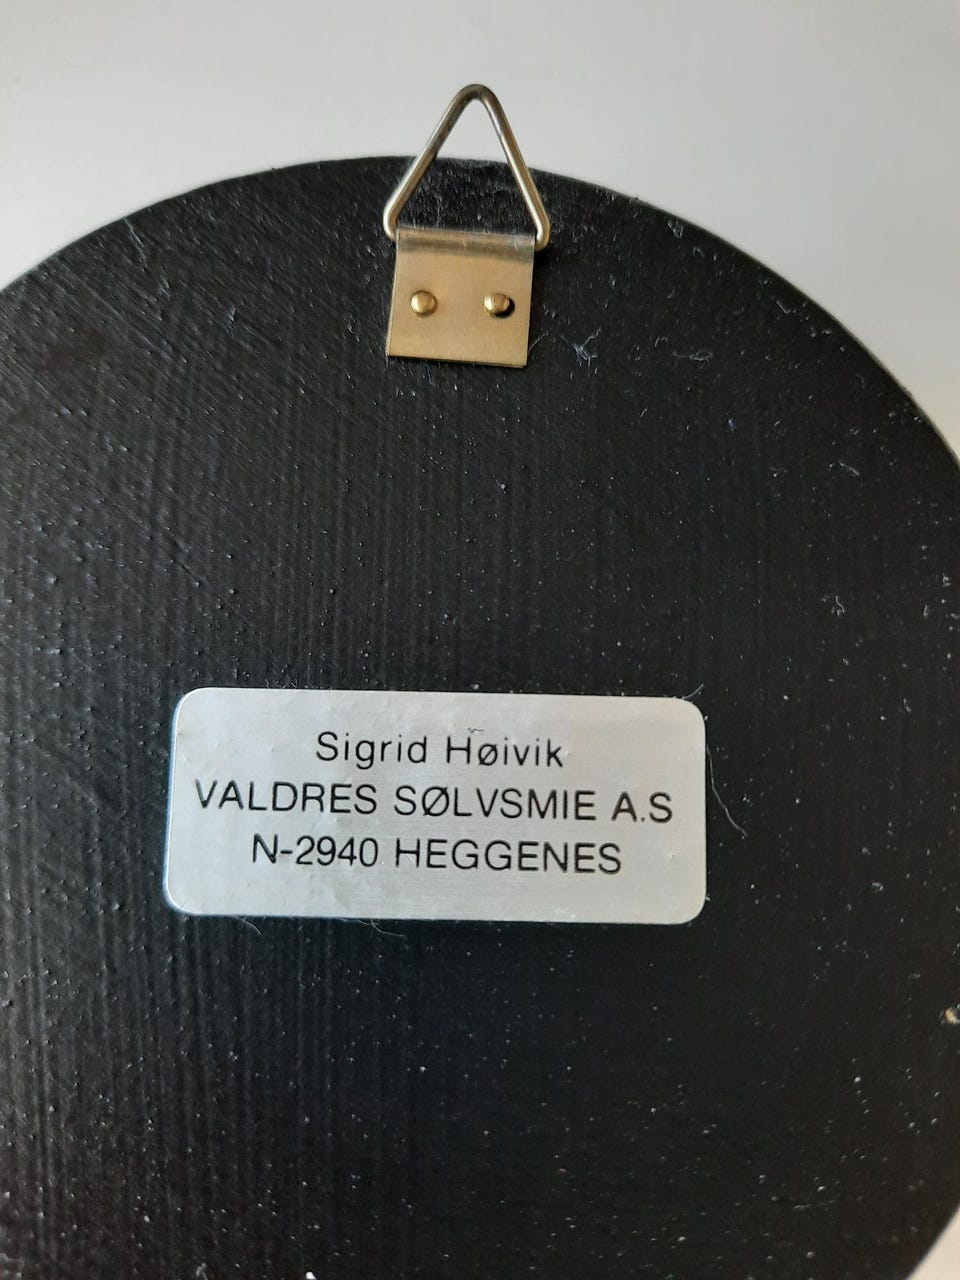 Sigrid Høivik
VALDRES SØLVSMIE A.S
N-2940 HEGGENES